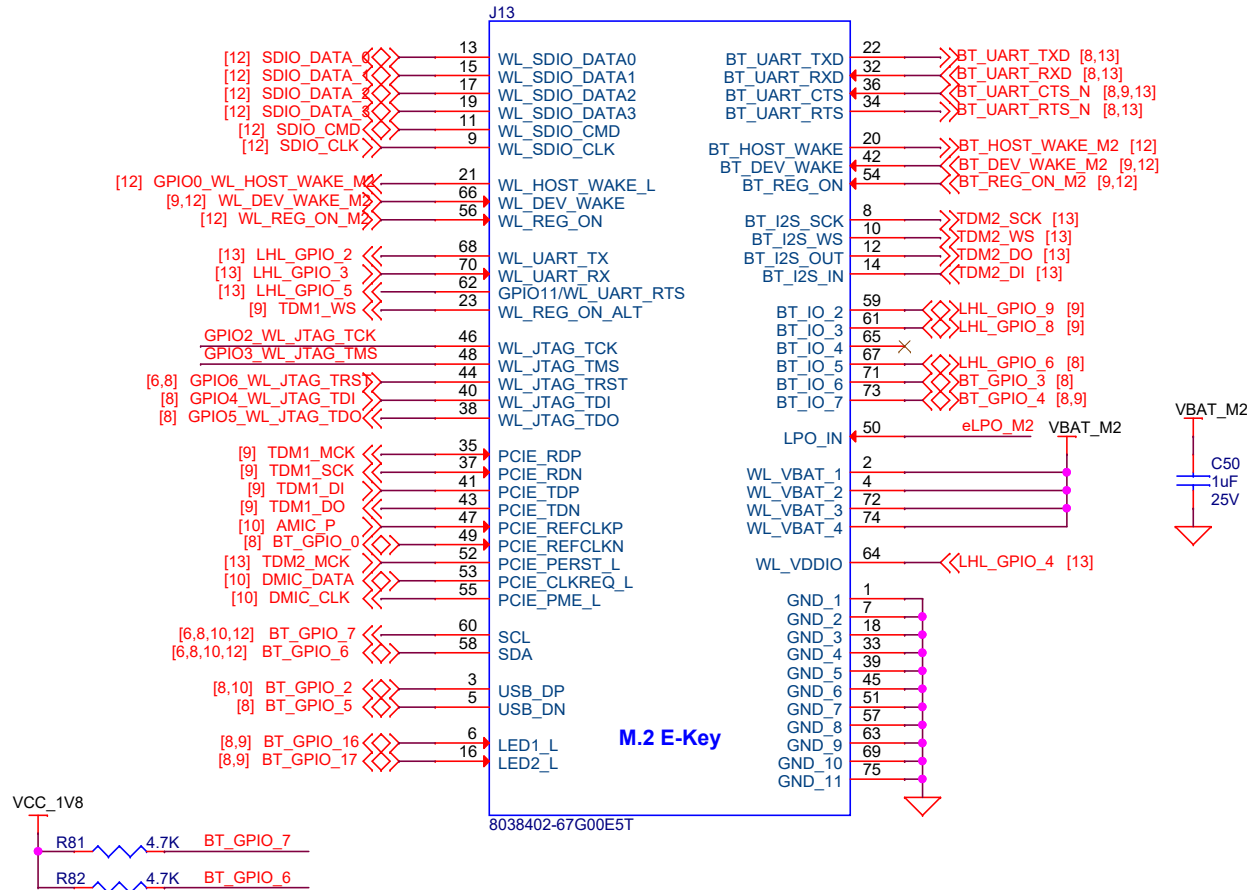 J13
[12] SDIO_DATA_0 13 WL_SDIO_DATA0 BT_UART_TXD 22 BT_UART_TXD [8,13]
[12] SDIO_DATA_1 15 WL_SDIO_DATA1 BT_UART_RXD 32 BT_UART_RXD [8,13]
[12] SDIO_DATA_2 17 WL_SDIO_DATA2 BT_UART_CTS 36 BT_UART_CTS_N [8,9,13]
[12] SDIO_DATA_3 19 WL_SDIO_DATA3 BT_UART_RTS 34 BT_UART_RTS_N [8,13]
[12] SDIO_CMD 11 WL_SDIO_CMD
[12] SDIO_CLK 9 WL_SDIO_CLK BT_HOST_WAKE 20 BT_HOST_WAKE_M2 [12]
BT_DEV_WAKE 42 BT_DEV_WAKE_M2 [9,12]
[12] GPIO0_WL_HOST_WAKE_M2 21 WL_HOST_WAKE_L BT_REG_ON 54 BT_REG_ON_M2 [9,12]
[9,12] WL_DEV_WAKE_M2 66 WL_DEV_WAKE
[12] WL_REG_ON_M2 56 WL_REG_ON BT_I2S_SCK 8 TDM2_SCK [13]
BT_I2S_WS 10 TDM2_WS [13]
[13] LHL_GPIO_2 68 WL_UART_TX BT_I2S_OUT 12 TDM2_DO [13]
[13] LHL_GPIO_3 70 WL_UART_RX BT_I2S_IN 14 TDM2_DI [13]
[13] LHL_GPIO_5 62 GPIO11/WL_UART_RTS
[9] TDM1_WS 23 WL_REG_ON_ALT BT_IO_2 59 LHL_GPIO_9 [9]
BT_IO_3 61 LHL_GPIO_8 [9]
GPIO2_WL_JTAG_TCK 46 WL_JTAG_TCK BT_IO_4 65
GPIO3_WL_JTAG_TMS 48 WL_JTAG_TMS BT_IO_5 67 LHL_GPIO_6 [8]
[6,8] GPIO6_WL_JTAG_TRST 44 WL_JTAG_TRST BT_IO_6 71 BT_GPIO_3 [8]
[8] GPIO4_WL_JTAG_TDI 40 WL_JTAG_TDI BT_IO_7 73 BT_GPIO_4 [8,9]
[8] GPIO5_WL_JTAG_TDO 38 WL_JTAG_TDO
LPO_IN 50 eLPO_M2 VBAT_M2 VBAT_M2
[9] TDM1_MCK 35 PCIE_RDP
[9] TDM1_SCK 37 PCIE_RDN WL_VBAT_1 2 C50
[9] TDM1_DI 41 PCIE_TDP WL_VBAT_2 4 1uF
[9] TDM1_DO 43 PCIE_TDN WL_VBAT_3 72 25V
[10] AMIC_P 47 PCIE_REFCLKP WL_VBAT_4 74
[8] BT_GPIO_0 49 PCIE_REFCLKN
[13] TDM2_MCK 52 PCIE_PERST_L WL_VDDIO 64 LHL_GPIO_4 [13]
[10] DMIC_DATA 53 PCIE_CLKREQ_L
[10] DMIC_CLK 55 PCIE_PME_L GND_1 1
GND_2 7
[6,8,10,12] BT_GPIO_7 60 SCL GND_3 18
[6,8,10,12] BT_GPIO_6 58 SDA GND_4 33
GND_5 39
[8,10] BT_GPIO_2 3 USB_DP GND_6 45
[8] BT_GPIO_5 5 USB_DN GND_7 51
GND_8 57
[8,9] BT_GPIO_16 6 LED1_L M.2 E-Key GND_9 63
[8,9] BT_GPIO_17 16 LED2_L GND_10 69
GND_11 75
VCC_1V8
8038402-67G00E5T
R81 4.7K BT_GPIO_7
R82 4.7K BT_GPIO_6